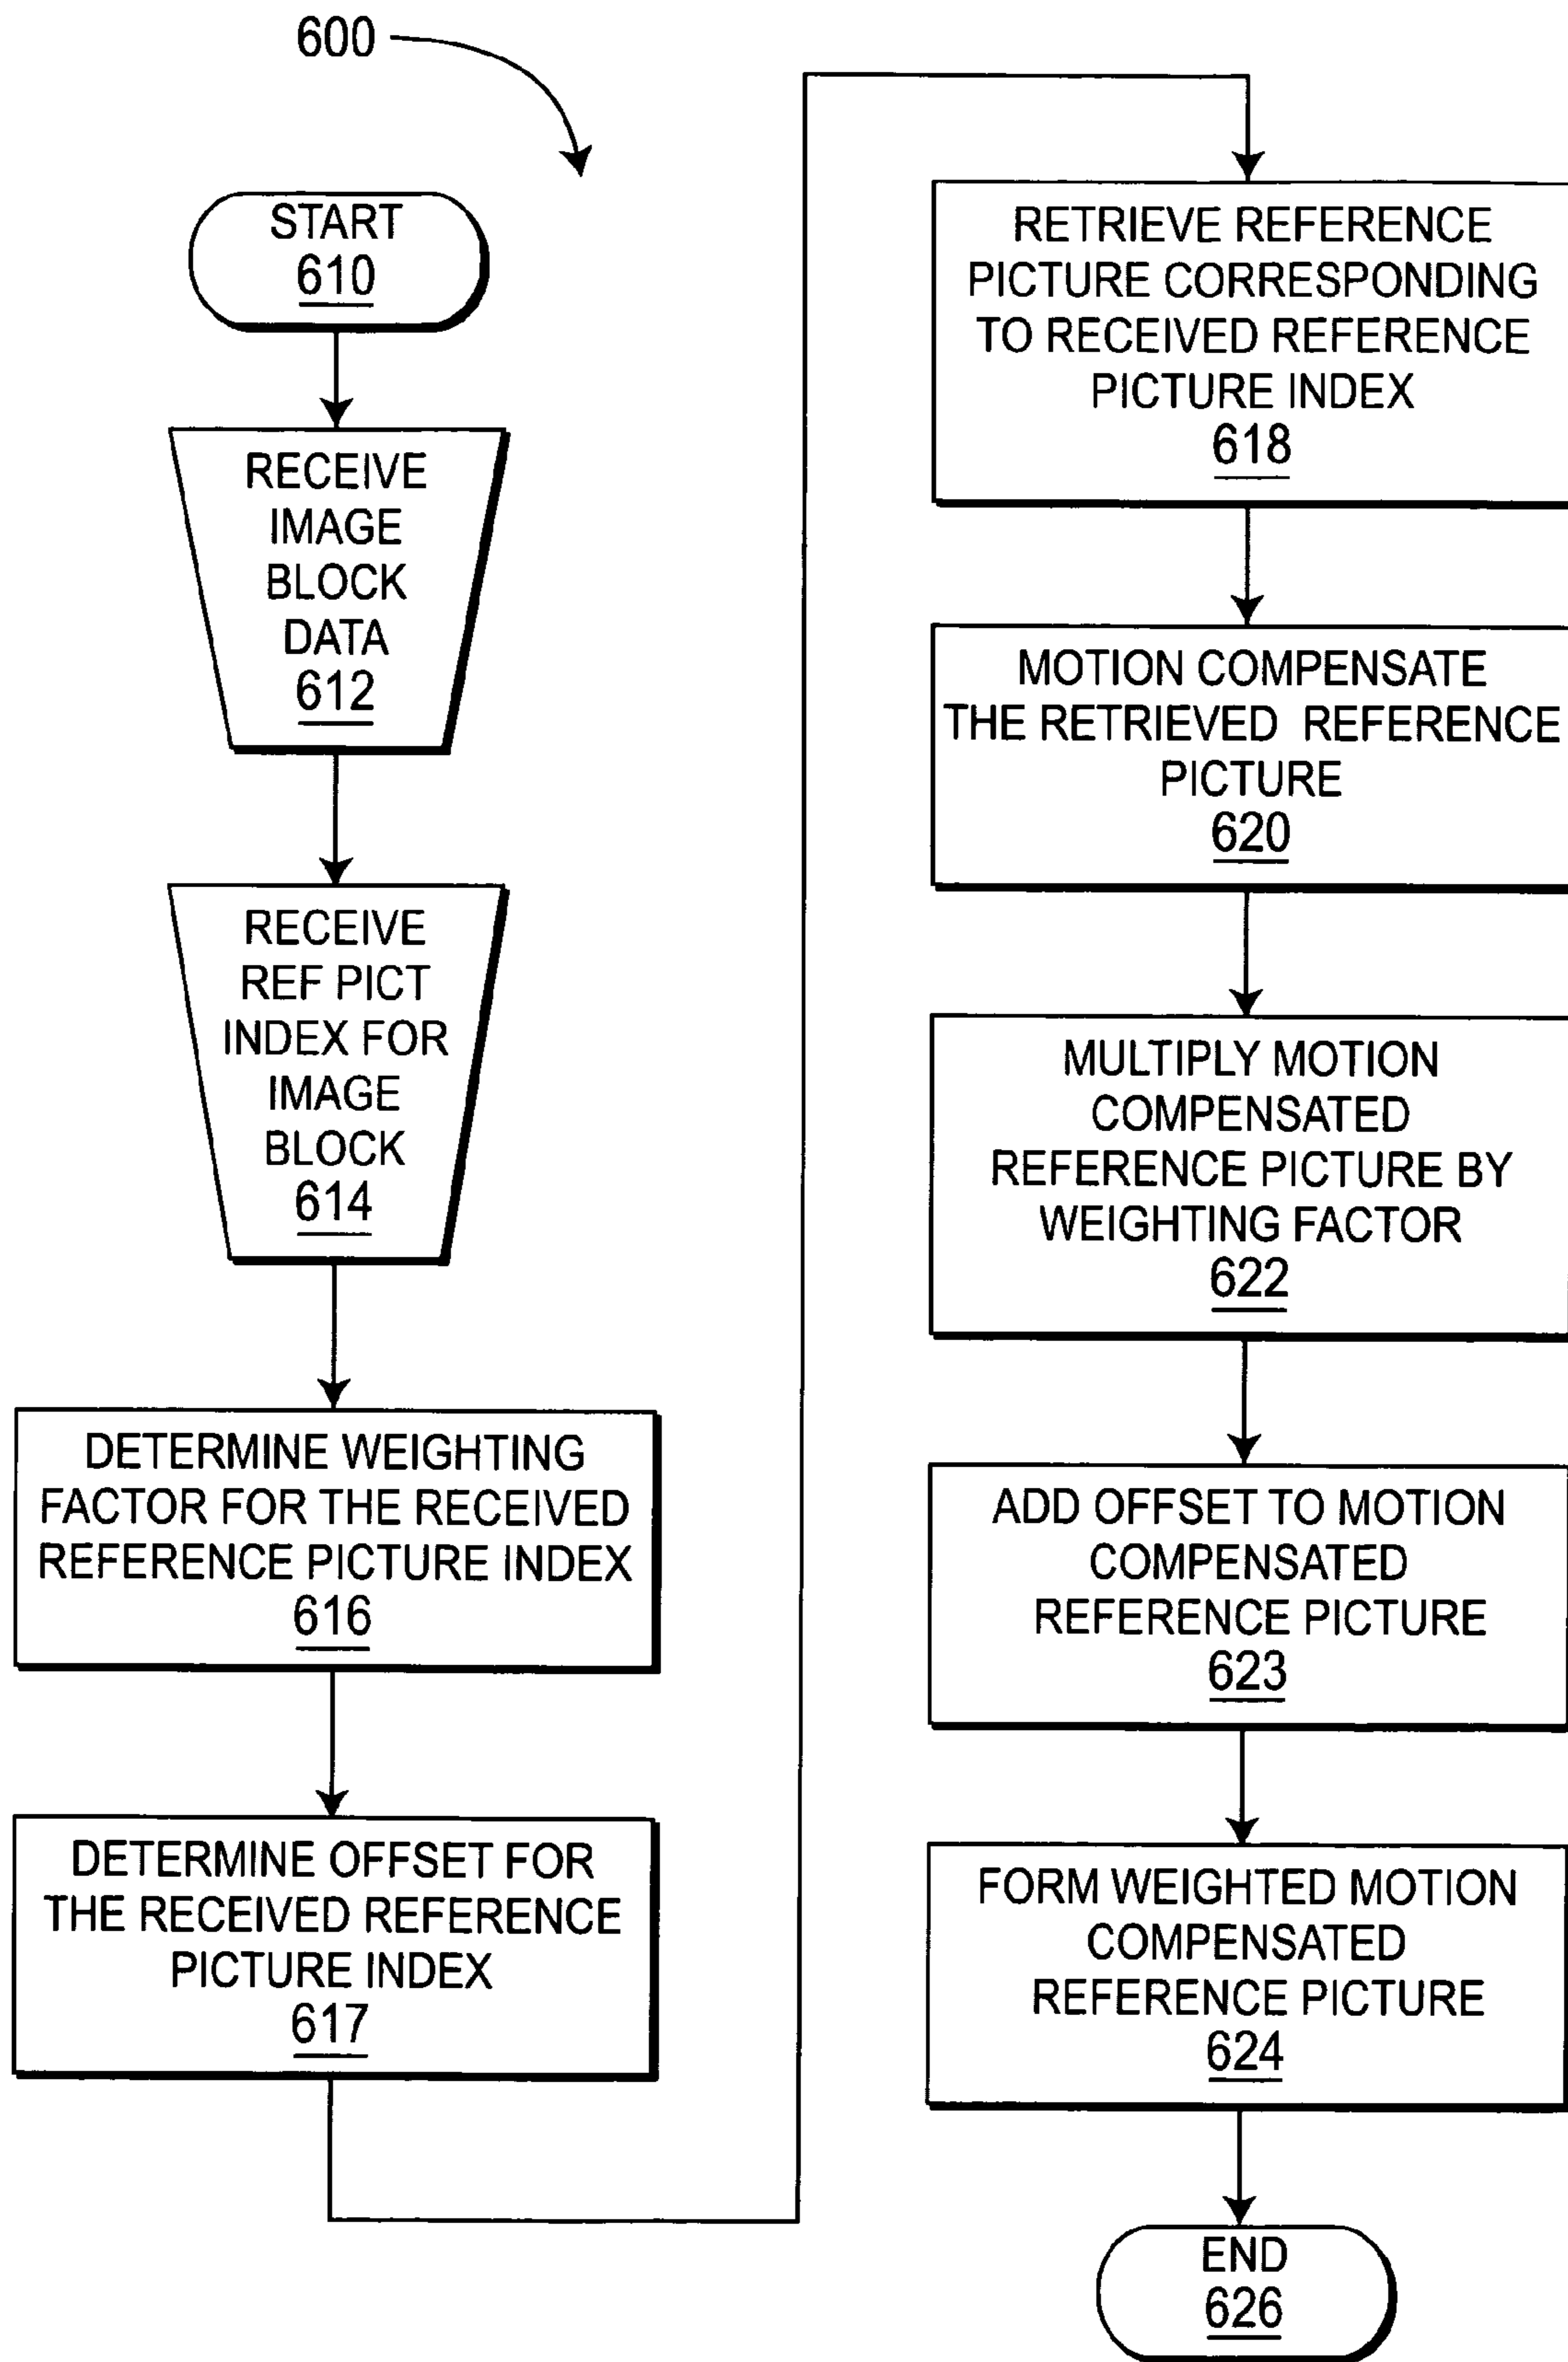 600
START
610
RECEIVE
IMAGE
BLOCK
DATA
612
RECEIVE
REF PICT
INDEX FOR
IMAGE
BLOCK
614
DETERMINE WEIGHTING
FACTOR FOR THE RECEIVED
REFERENCE PICTURE INDEX
616
DETERMINE OFFSET FOR
THE RECEIVED REFERENCE
PICTURE INDEX
617
RETRIEVE REFERENCE
PICTURE CORRESPONDING
TO RECEIVED REFERENCE
PICTURE INDEX
618
MOTION COMPENSATE
THE RETRIEVED REFERENCE
PICTURE
620
MULTIPLY MOTION
COMPENSATED
REFERENCE PICTURE BY
WEIGHTING FACTOR
622
ADD OFFSET TO MOTION
COMPENSATED
REFERENCE PICTURE
623
FORM WEIGHTED MOTION
COMPENSATED
REFERENCE PICTURE
624
END
626